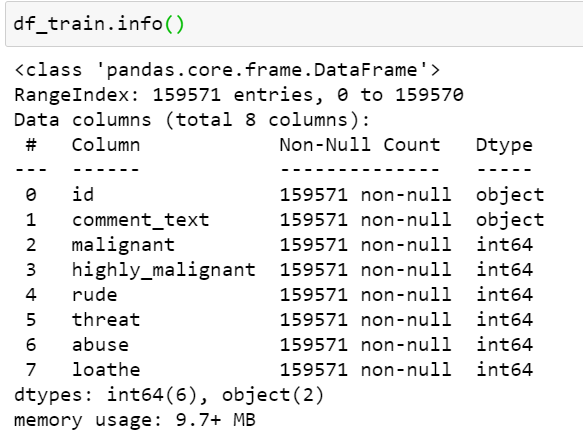 df_train.info()
<class 'pandas.core.frame.DataFrame'>
RangeIndex: 159571 entries, 0 to 159570
Data columns (total 8 columns):
 #   Column            Non-Null Count   Dtype
---  ------            --------------   -----
 0   id                159571 non-null  object
 1   comment_text      159571 non-null  object
 2   malignant         159571 non-null  int64
 3   highly_malignant  159571 non-null  int64
 4   rude              159571 non-null  int64
 5   threat            159571 non-null  int64
 6   abuse             159571 non-null  int64
 7   loathe            159571 non-null  int64
dtypes: int64(6), object(2)
memory usage: 9.7+ MB